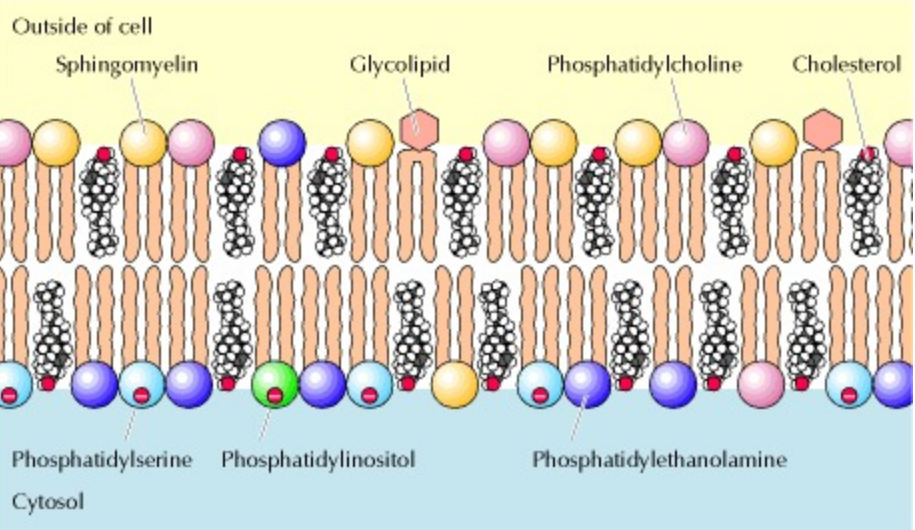 Outside of cell
Sphingomyelin Glycolipid Phosphatidylcholine Cholesterol
Phosphatidylserine Phosphatidylinositol Phosphatidylethanolamine
Cytosol